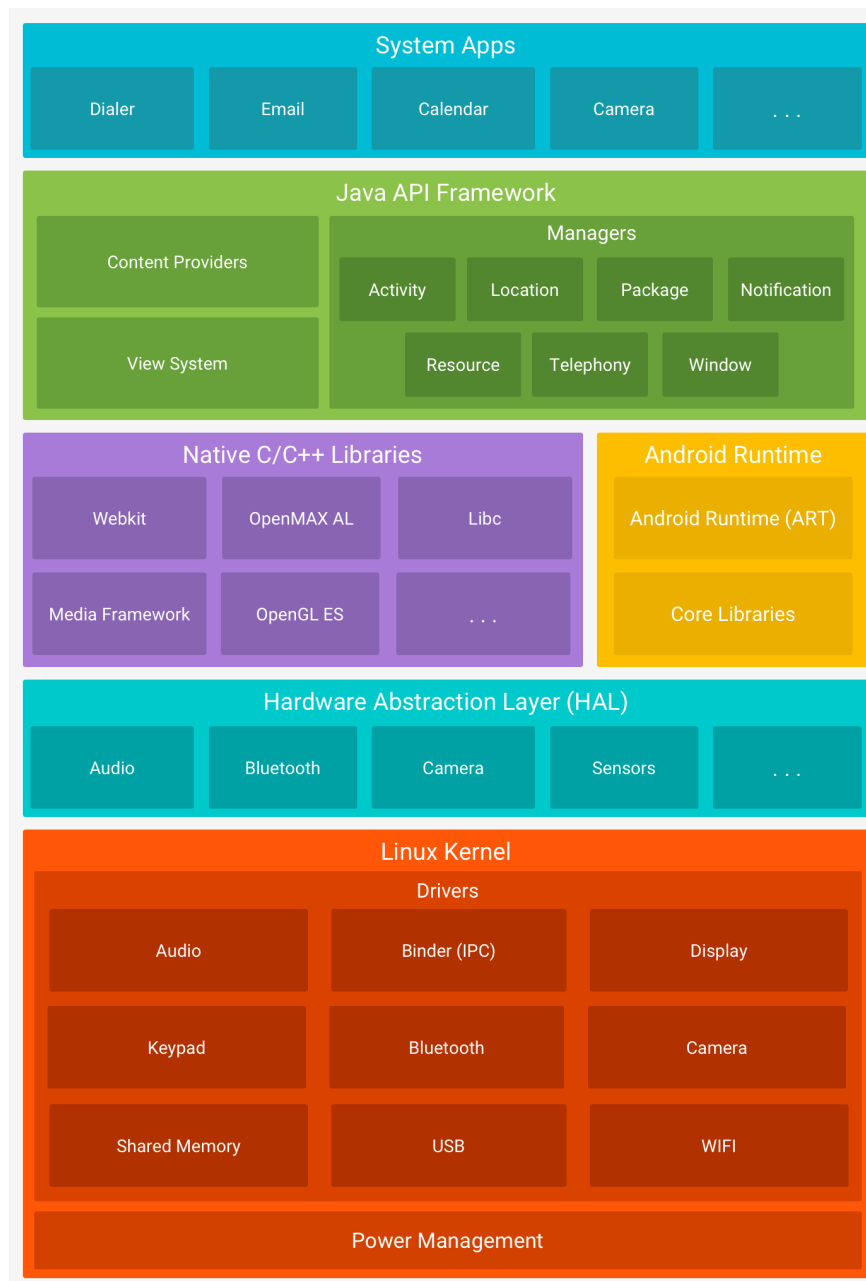 System Apps
Dialer
Email
Calendar
Camera
. . .
Java API Framework
Content Providers
View System
Managers
Activity
Location
Package
Notification
Resource
Telephony
Window
Native C/C++ Libraries
Webkit
OpenMAX AL
Libc
Media Framework
OpenGL ES
. . .
Android Runtime
Android Runtime (ART)
Core Libraries
Hardware Abstraction Layer (HAL)
Audio
Bluetooth
Camera
Sensors
. . .
Linux Kernel
Drivers
Audio
Binder (IPC)
Display
Keypad
Bluetooth
Camera
Shared Memory
USB
WIFI
Power Management